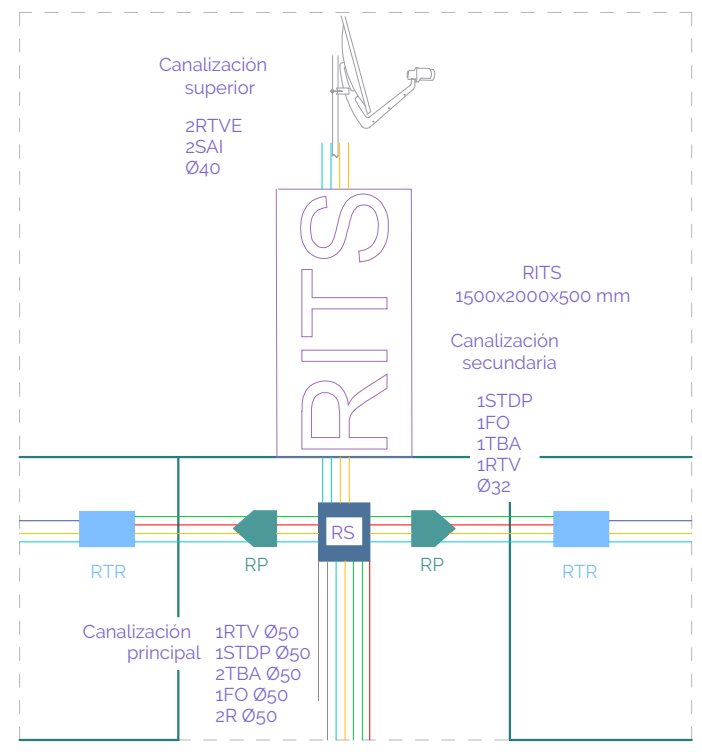 Canalización
superior
2RTVE
2SAI
Ø40
RITS
RITS
1500x2000x500 mm
Canalización
secundaria
1STDP
1FO
1TBA
1RTV
Ø32
RS
RP
RP
RTR
RTR
Canalización
principal
1RTV Ø50
1STDP Ø50
2TBA Ø50
1FO Ø50
2R Ø50